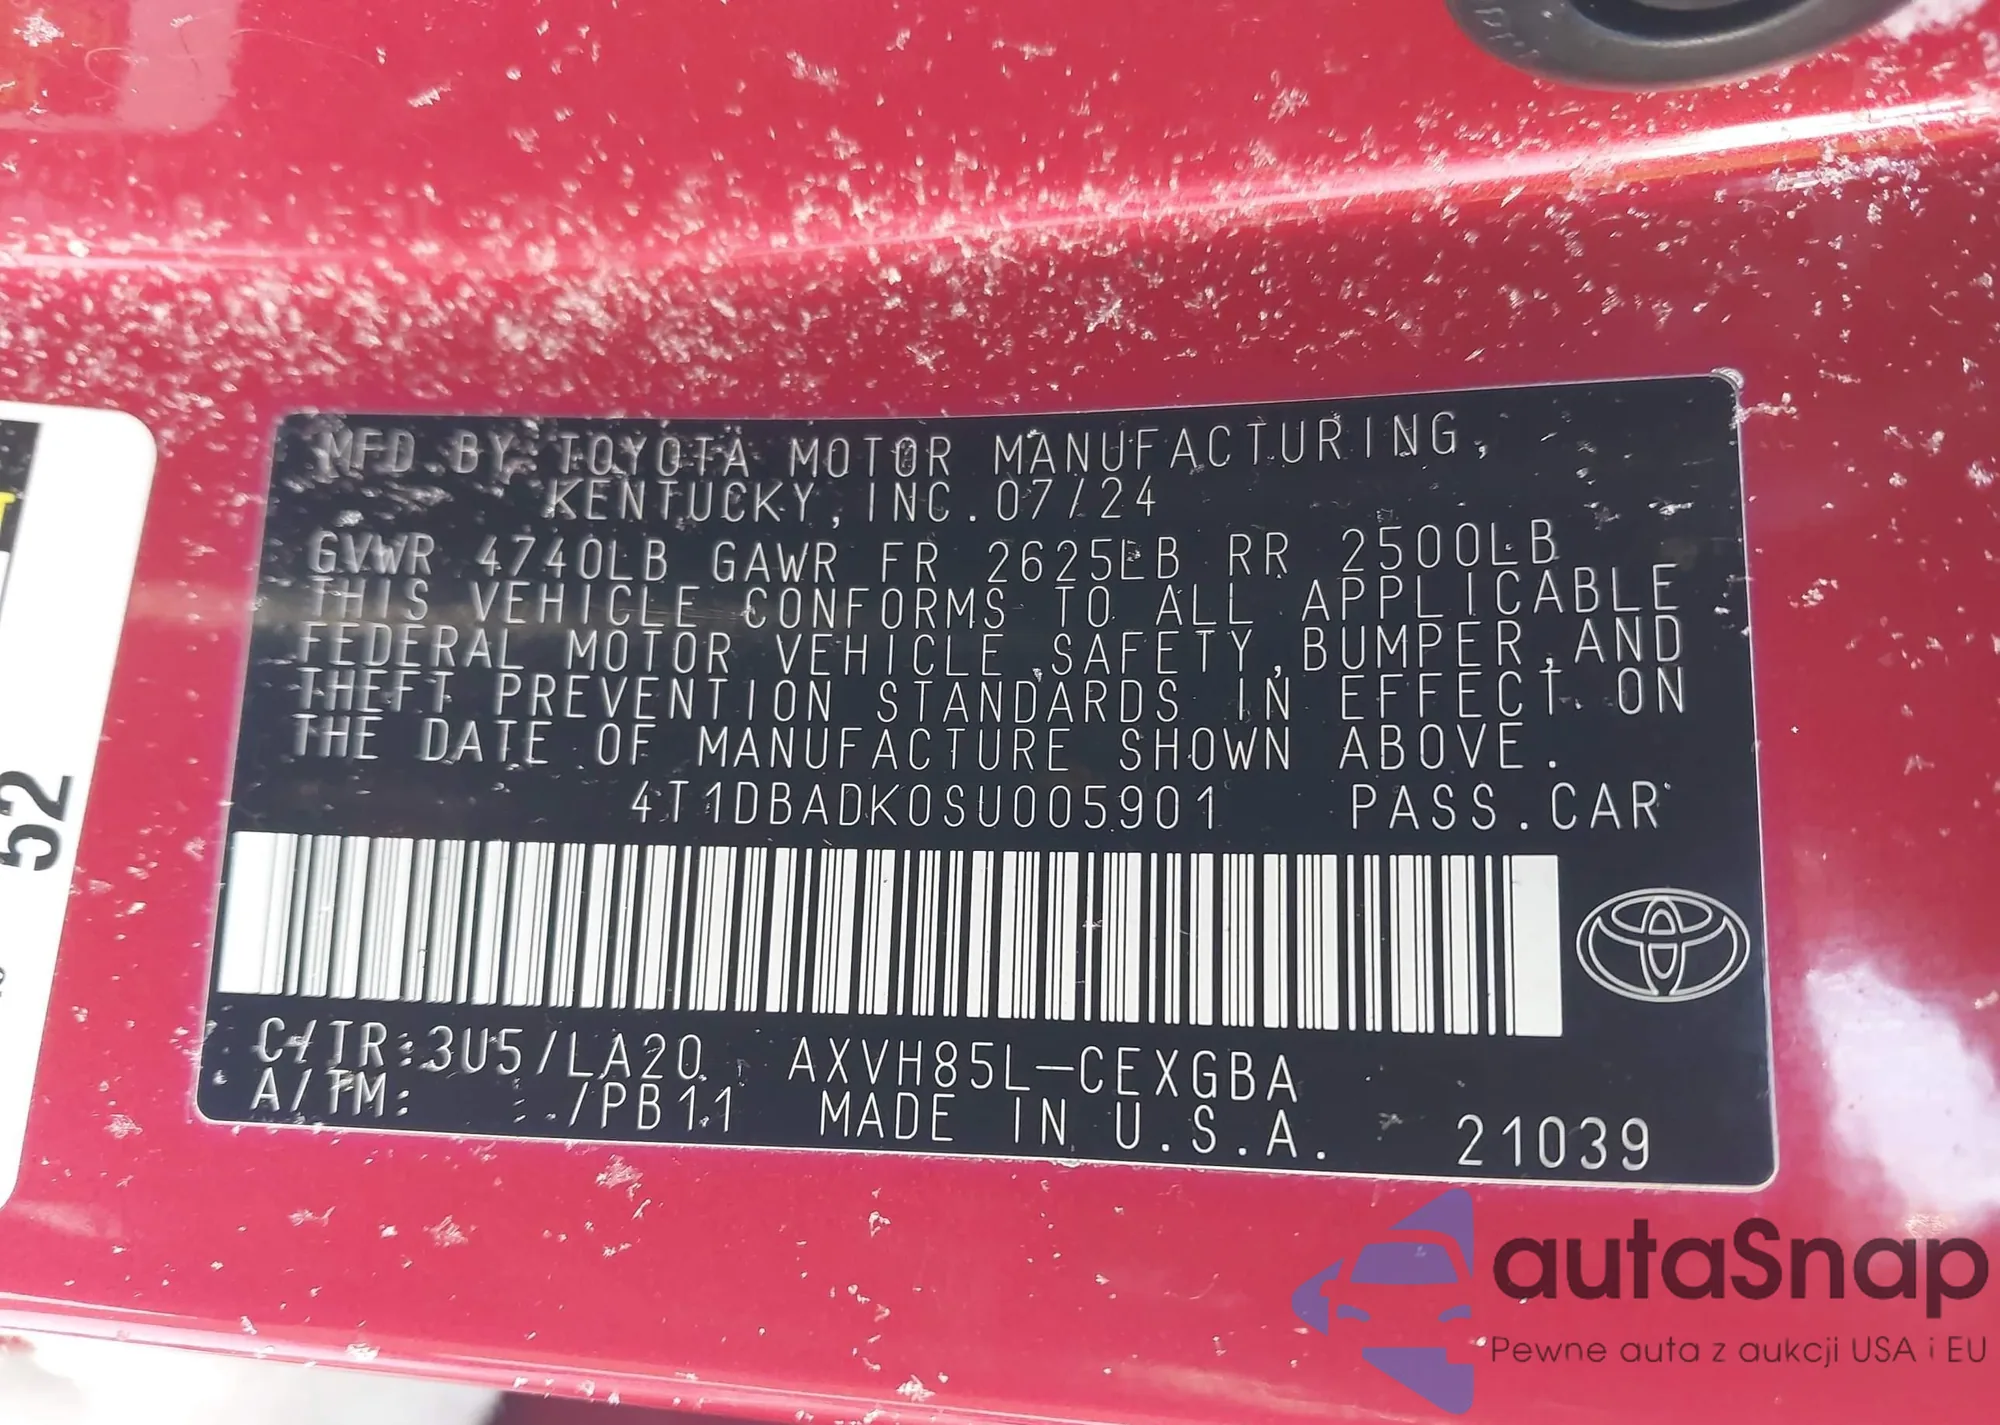 MFD.BY:TOYOTA MOTOR MANUFACTURING,
KENTUCKY, INC. 07/24
GVWR 4740LB GAWR FR 2625LB RR 2500LB
THIS VEHICLE CONFORMS TO ALL APPLICABLE
FEDERAL MOTOR VEHICLE SAFETY, BUMPER, AND
THEFT PREVENTION STANDARDS IN EFFECT ON
THE DATE OF MANUFACTURE SHOWN ABOVE.
4T1DBADK0SU005901 PASS.CAR
C/TR:3U5/LA20 AXVH85L-CEXGBA
A/TM: /PB11 MADE IN U.S.A. 21039
52
autaSnap
Pewne auta z aukcji USA i EU